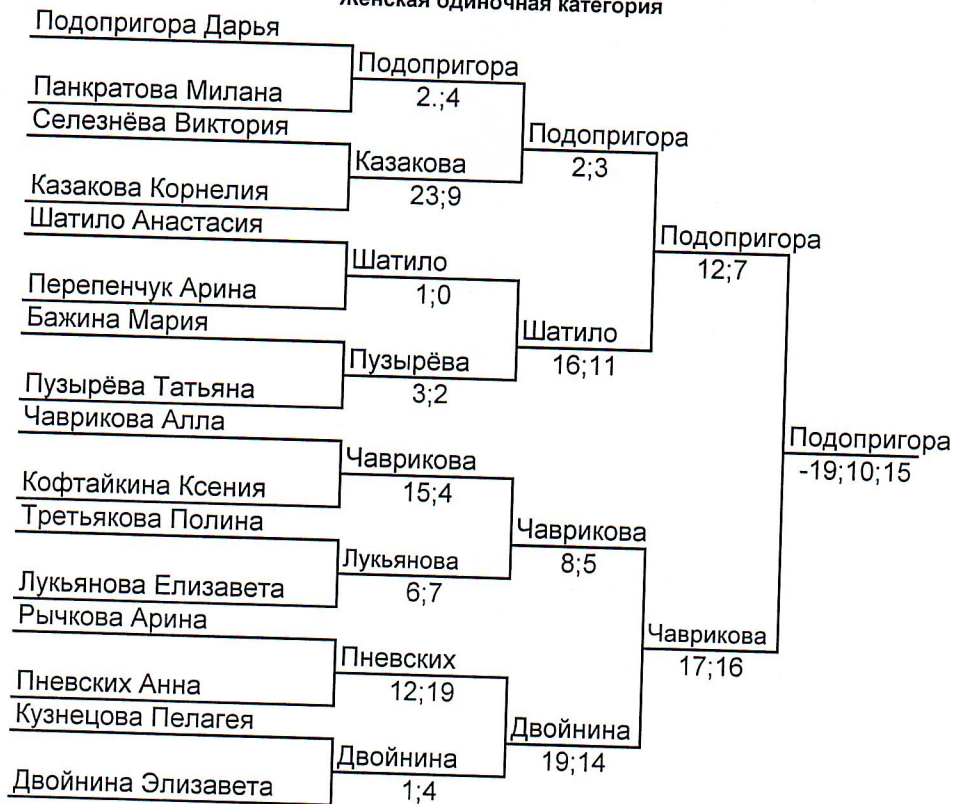 Женская одиночная категория
Подопригора Дарья
Подопригора
Панкратова Милана
2.;4
Селезнёва Виктория
Подопригора
Казакова
2;3
Казакова Корнелия
23;9
Шатило Анастасия
Подопригора
Шатило
12;7
Перепенчук Арина
1;0
Бажина Мария
Шатило
Пузырёва
16;11
Пузырёва Татьяна
3;2
Чаврикова Алла
Подопригора
Чаврикова
-19;10;15
Кофтайкина Ксения
15;4
Третьякова Полина
Чаврикова
Лукьянова
8;5
Лукьянова Елизавета
6;7
Рычкова Арина
Чаврикова
Пневских
17;16
Пневских Анна
12;19
Кузнецова Пелагея
Двойнина
Двойнина
19;14
Двойнина Элизавета
1;4